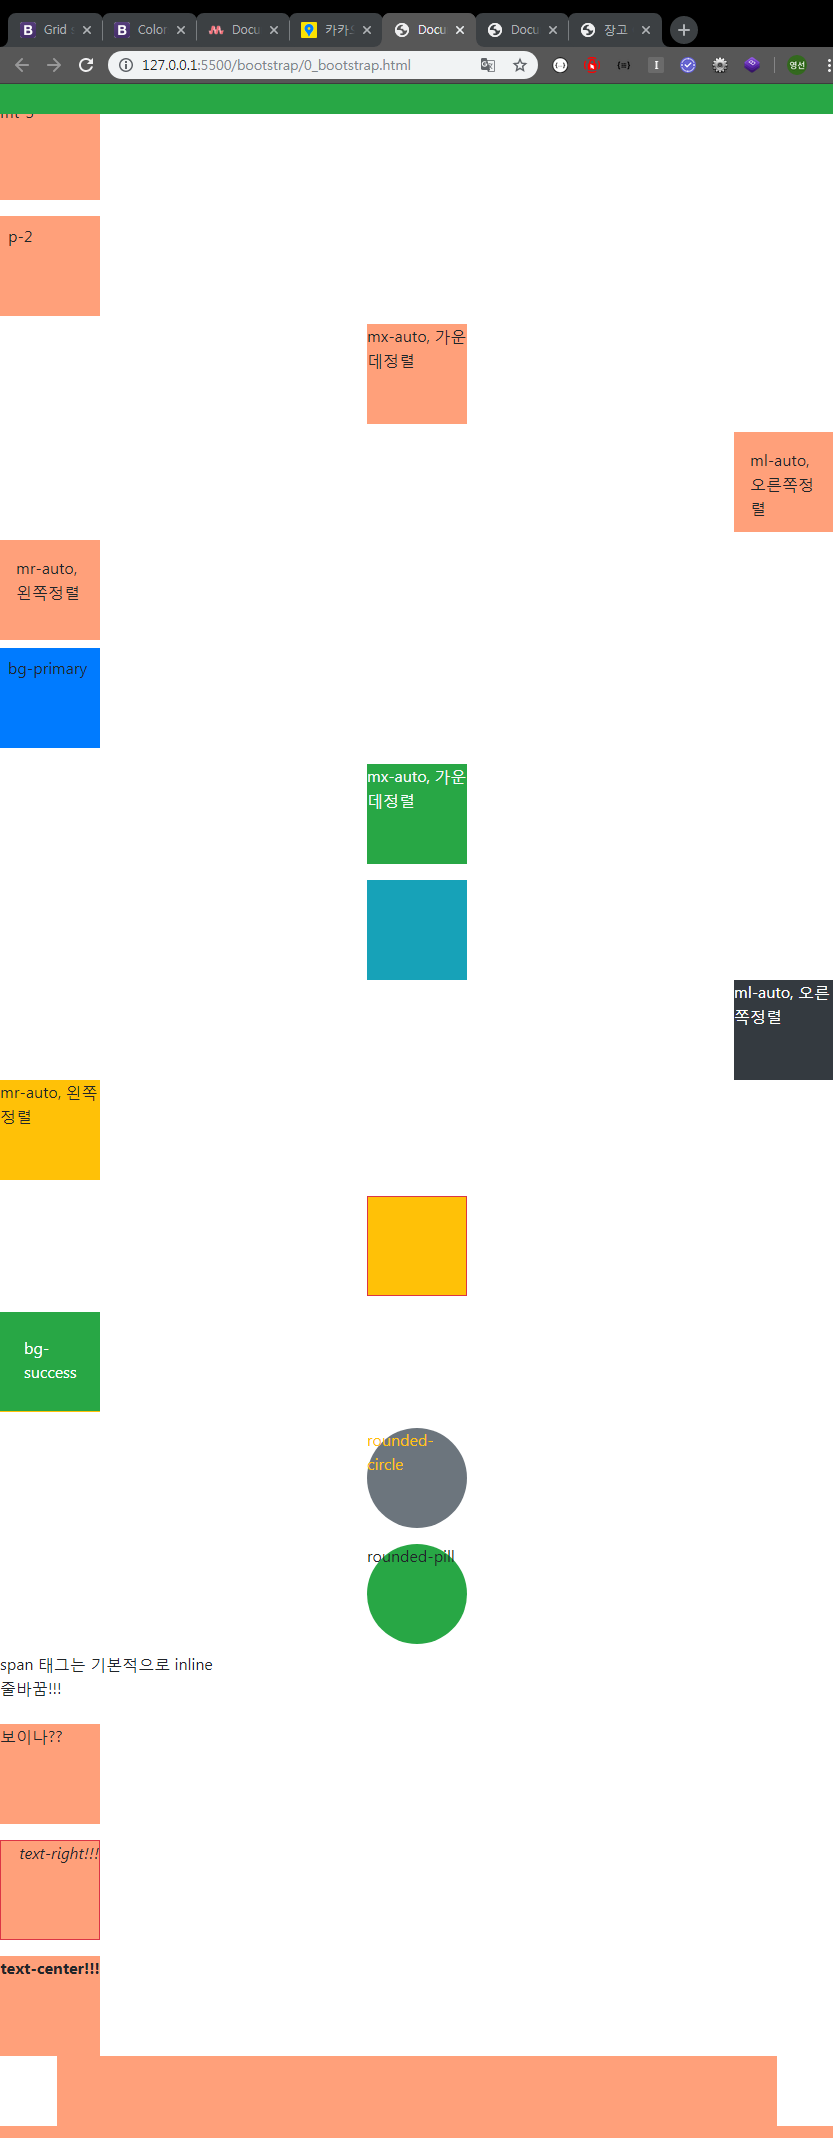 Grid s
Color
Docu
카카오
Docu
Docu
장고
127.0.0.1:5500/bootstrap/0_bootstrap.html
영선
p-2
mx-auto, 가운
데정렬
ml-auto,
오른쪽정
렬
mr-auto,
왼쪽정렬
bg-primary
mx-auto, 가운
데정렬
ml-auto, 오른
쪽정렬
mr-auto, 왼쪽
정렬
bg-
success
rounded-
circle
rounded-pill
span 태그는 기본적으로 inline
줄바꿈!!!
보이나??
text-right!!!
text-center!!!